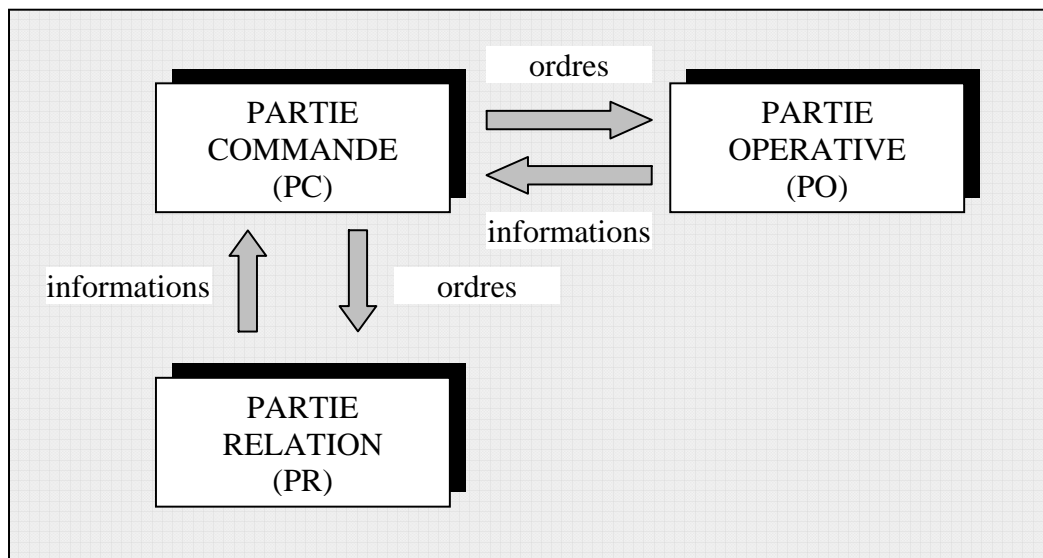 ordres
PARTIE
COMMANDE
(PC)
PARTIE
OPERATIVE
(PO)
informations
informations
ordres
PARTIE
RELATION
(PR)